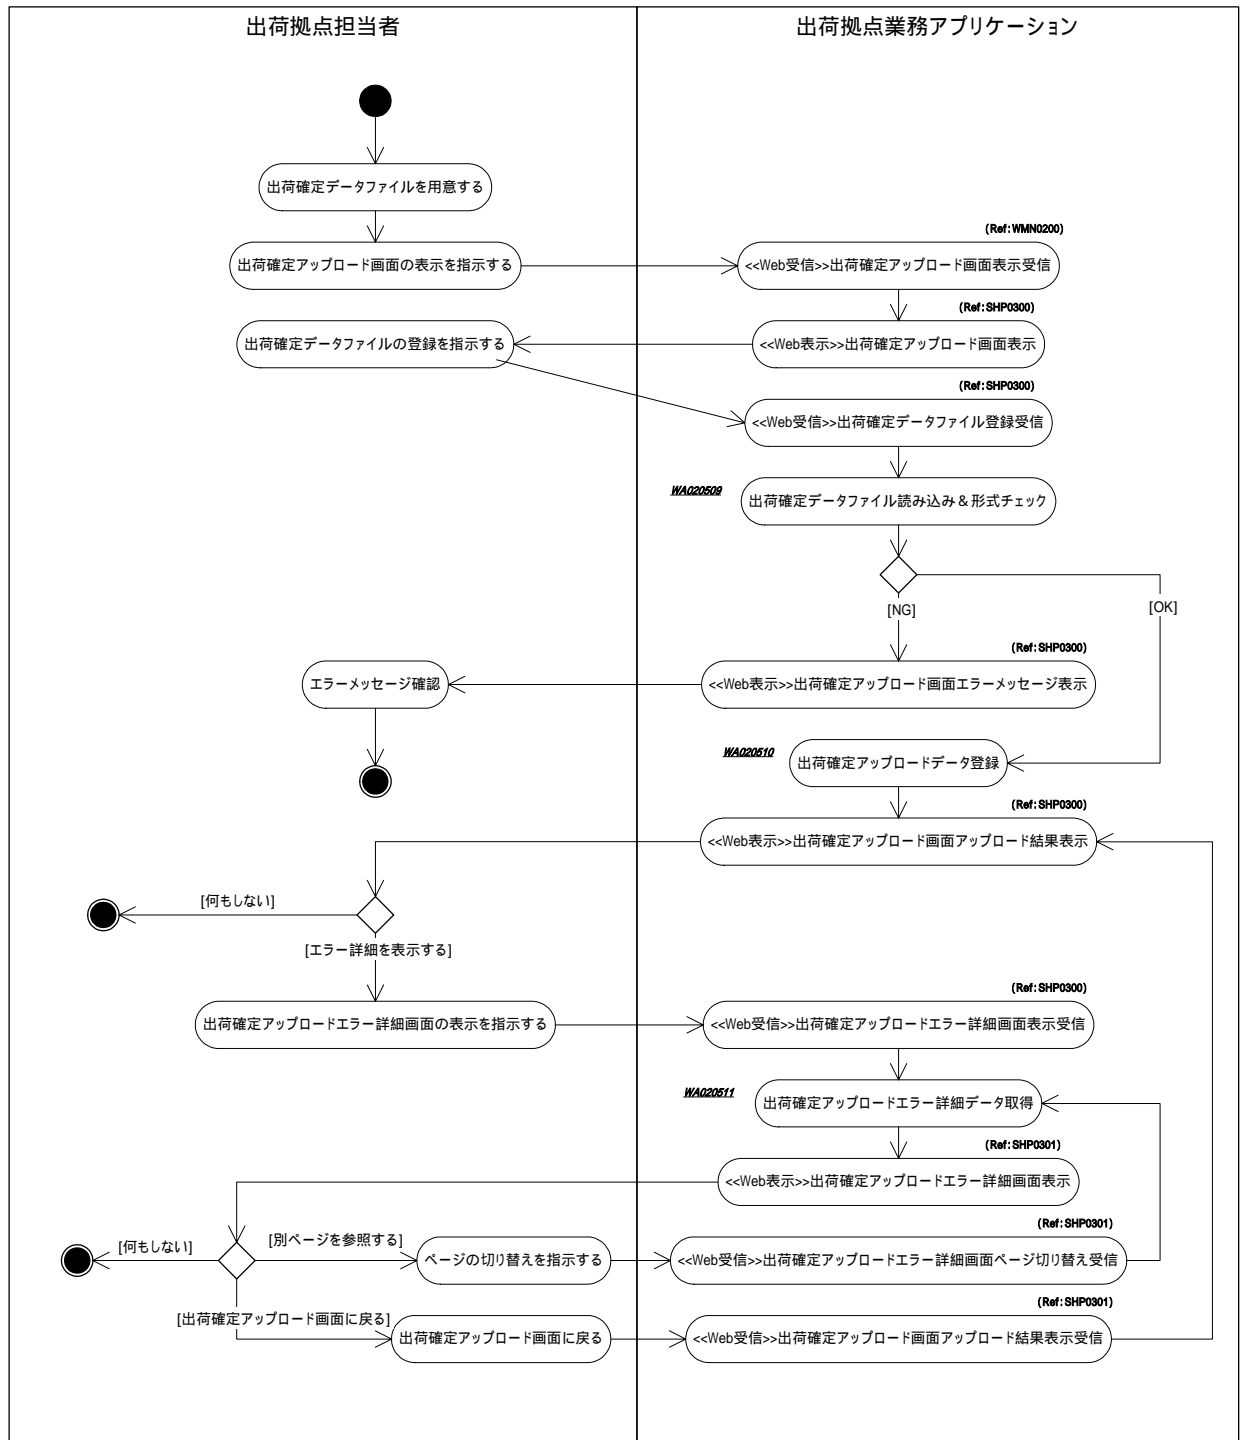 出荷拠点担当者
出荷拠点業務アプリケーション
出荷確定データファイルを用意する
(Ref:WMN0200)
出荷確定アップロード画面の表示を指示する
<<Web受信>>出荷確定アップロード画面表示受信
(Ref:SHP0300)
出荷確定データファイルの登録を指示する
<<Web表示>>出荷確定アップロード画面表示
(Ref:SHP0300)
<<Web受信>>出荷確定データファイル登録受信
WA020509
出荷確定データファイル読み込み&形式チェック
[NG]
[OK]
(Ref:SHP0300)
エラーメッセージ確認
<<Web表示>>出荷確定アップロード画面エラーメッセージ表示
WA020510
出荷確定アップロードデータ登録
(Ref:SHP0300)
<<Web表示>>出荷確定アップロード画面アップロード結果表示
[何もしない]
[エラー詳細を表示する]
(Ref:SHP0300)
出荷確定アップロードエラー詳細画面の表示を指示する
<<Web受信>>出荷確定アップロードエラー詳細画面表示受信
WA020511
出荷確定アップロードエラー詳細データ取得
(Ref:SHP0301)
<<Web表示>>出荷確定アップロードエラー詳細画面表示
(Ref:SHP0301)
[何もしない]
[別ページを参照する]
ページの切り替えを指示する
<<Web受信>>出荷確定アップロードエラー詳細画面ページ切り替え受信
(Ref:SHP0301)
[出荷確定アップロード画面に戻る]
出荷確定アップロード画面に戻る
<<Web受信>>出荷確定アップロード画面アップロード結果表示受信